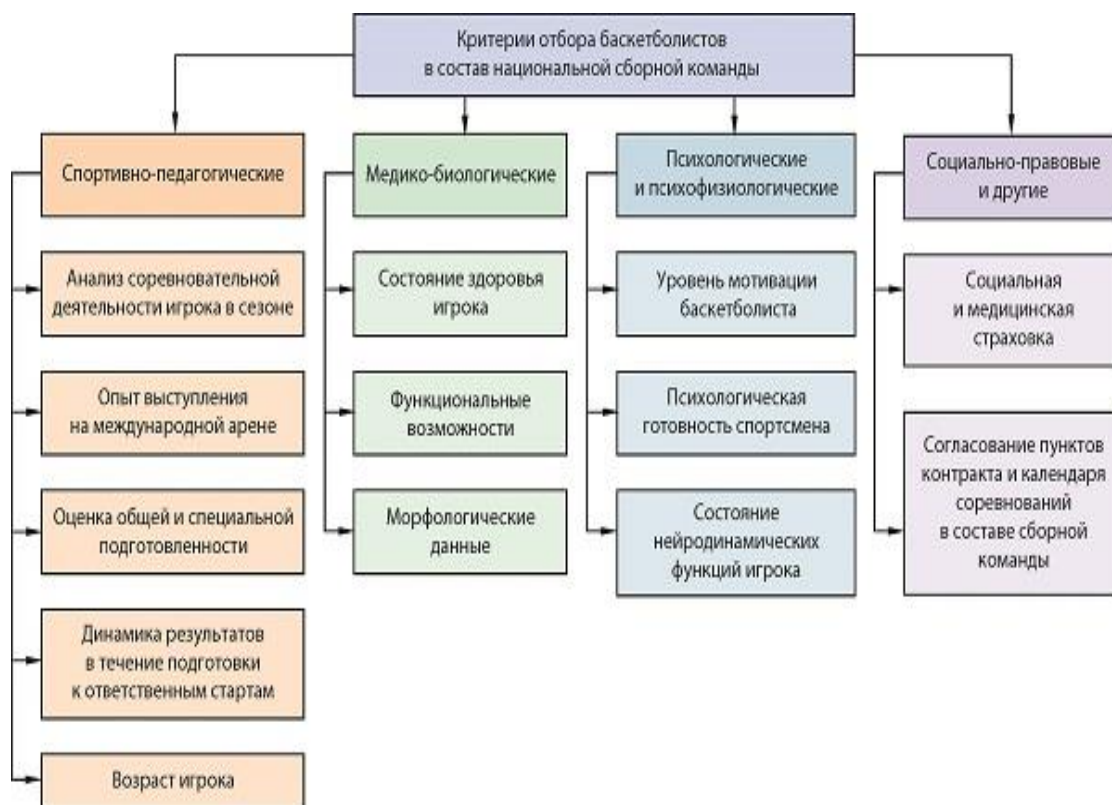 Критерии отбора баскетболистов
в состав национальной сборной команды
Спортивно-педагогические
Анализ соревновательной
деятельности игрока в сезоне
Опыт выступления
на международной арене
Оценка общей и специальной
подготовленности
Динамика результатов
в течение подготовки
к ответственным стартам
Возраст игрока
Медико-биологические
Состояние здоровья
игрока
Функциональные
возможности
Морфологические
данные
Психологические
и психофизиологические
Уровень мотивации
баскетболиста
Психологическая
готовность спортсмена
Состояние
нейродинамических
функций игрока
Социально-правовые
и другие
Социальная
и медицинская
страховка
Согласование пунктов
контракта и календаря
соревнований
в составе сборной
команды